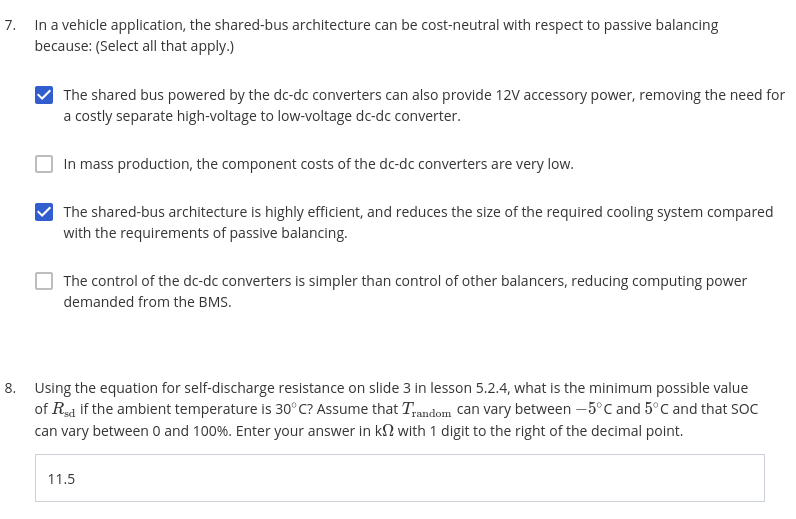 7. In a vehicle application, the shared-bus architecture can be cost-neutral with respect to passive balancing
because: (Select all that apply.)
The shared bus powered by the dc-dc converters can also provide 12V accessory power, removing the need for
a costly separate high-voltage to low-voltage dc-dc converter.
In mass production, the component costs of the dc-dc converters are very low.
The shared-bus architecture is highly efficient, and reduces the size of the required cooling system compared
with the requirements of passive balancing.
The control of the dc-dc converters is simpler than control of other balancers, reducing computing power
demanded from the BMS.
8. Using the equation for self-discharge resistance on slide 3 in lesson 5.2.4, what is the minimum possible value
of R_sd if the ambient temperature is 30°C? Assume that T_random can vary between −5°C and 5°C and that SOC
can vary between 0 and 100%. Enter your answer in kΩ with 1 digit to the right of the decimal point.
11.5